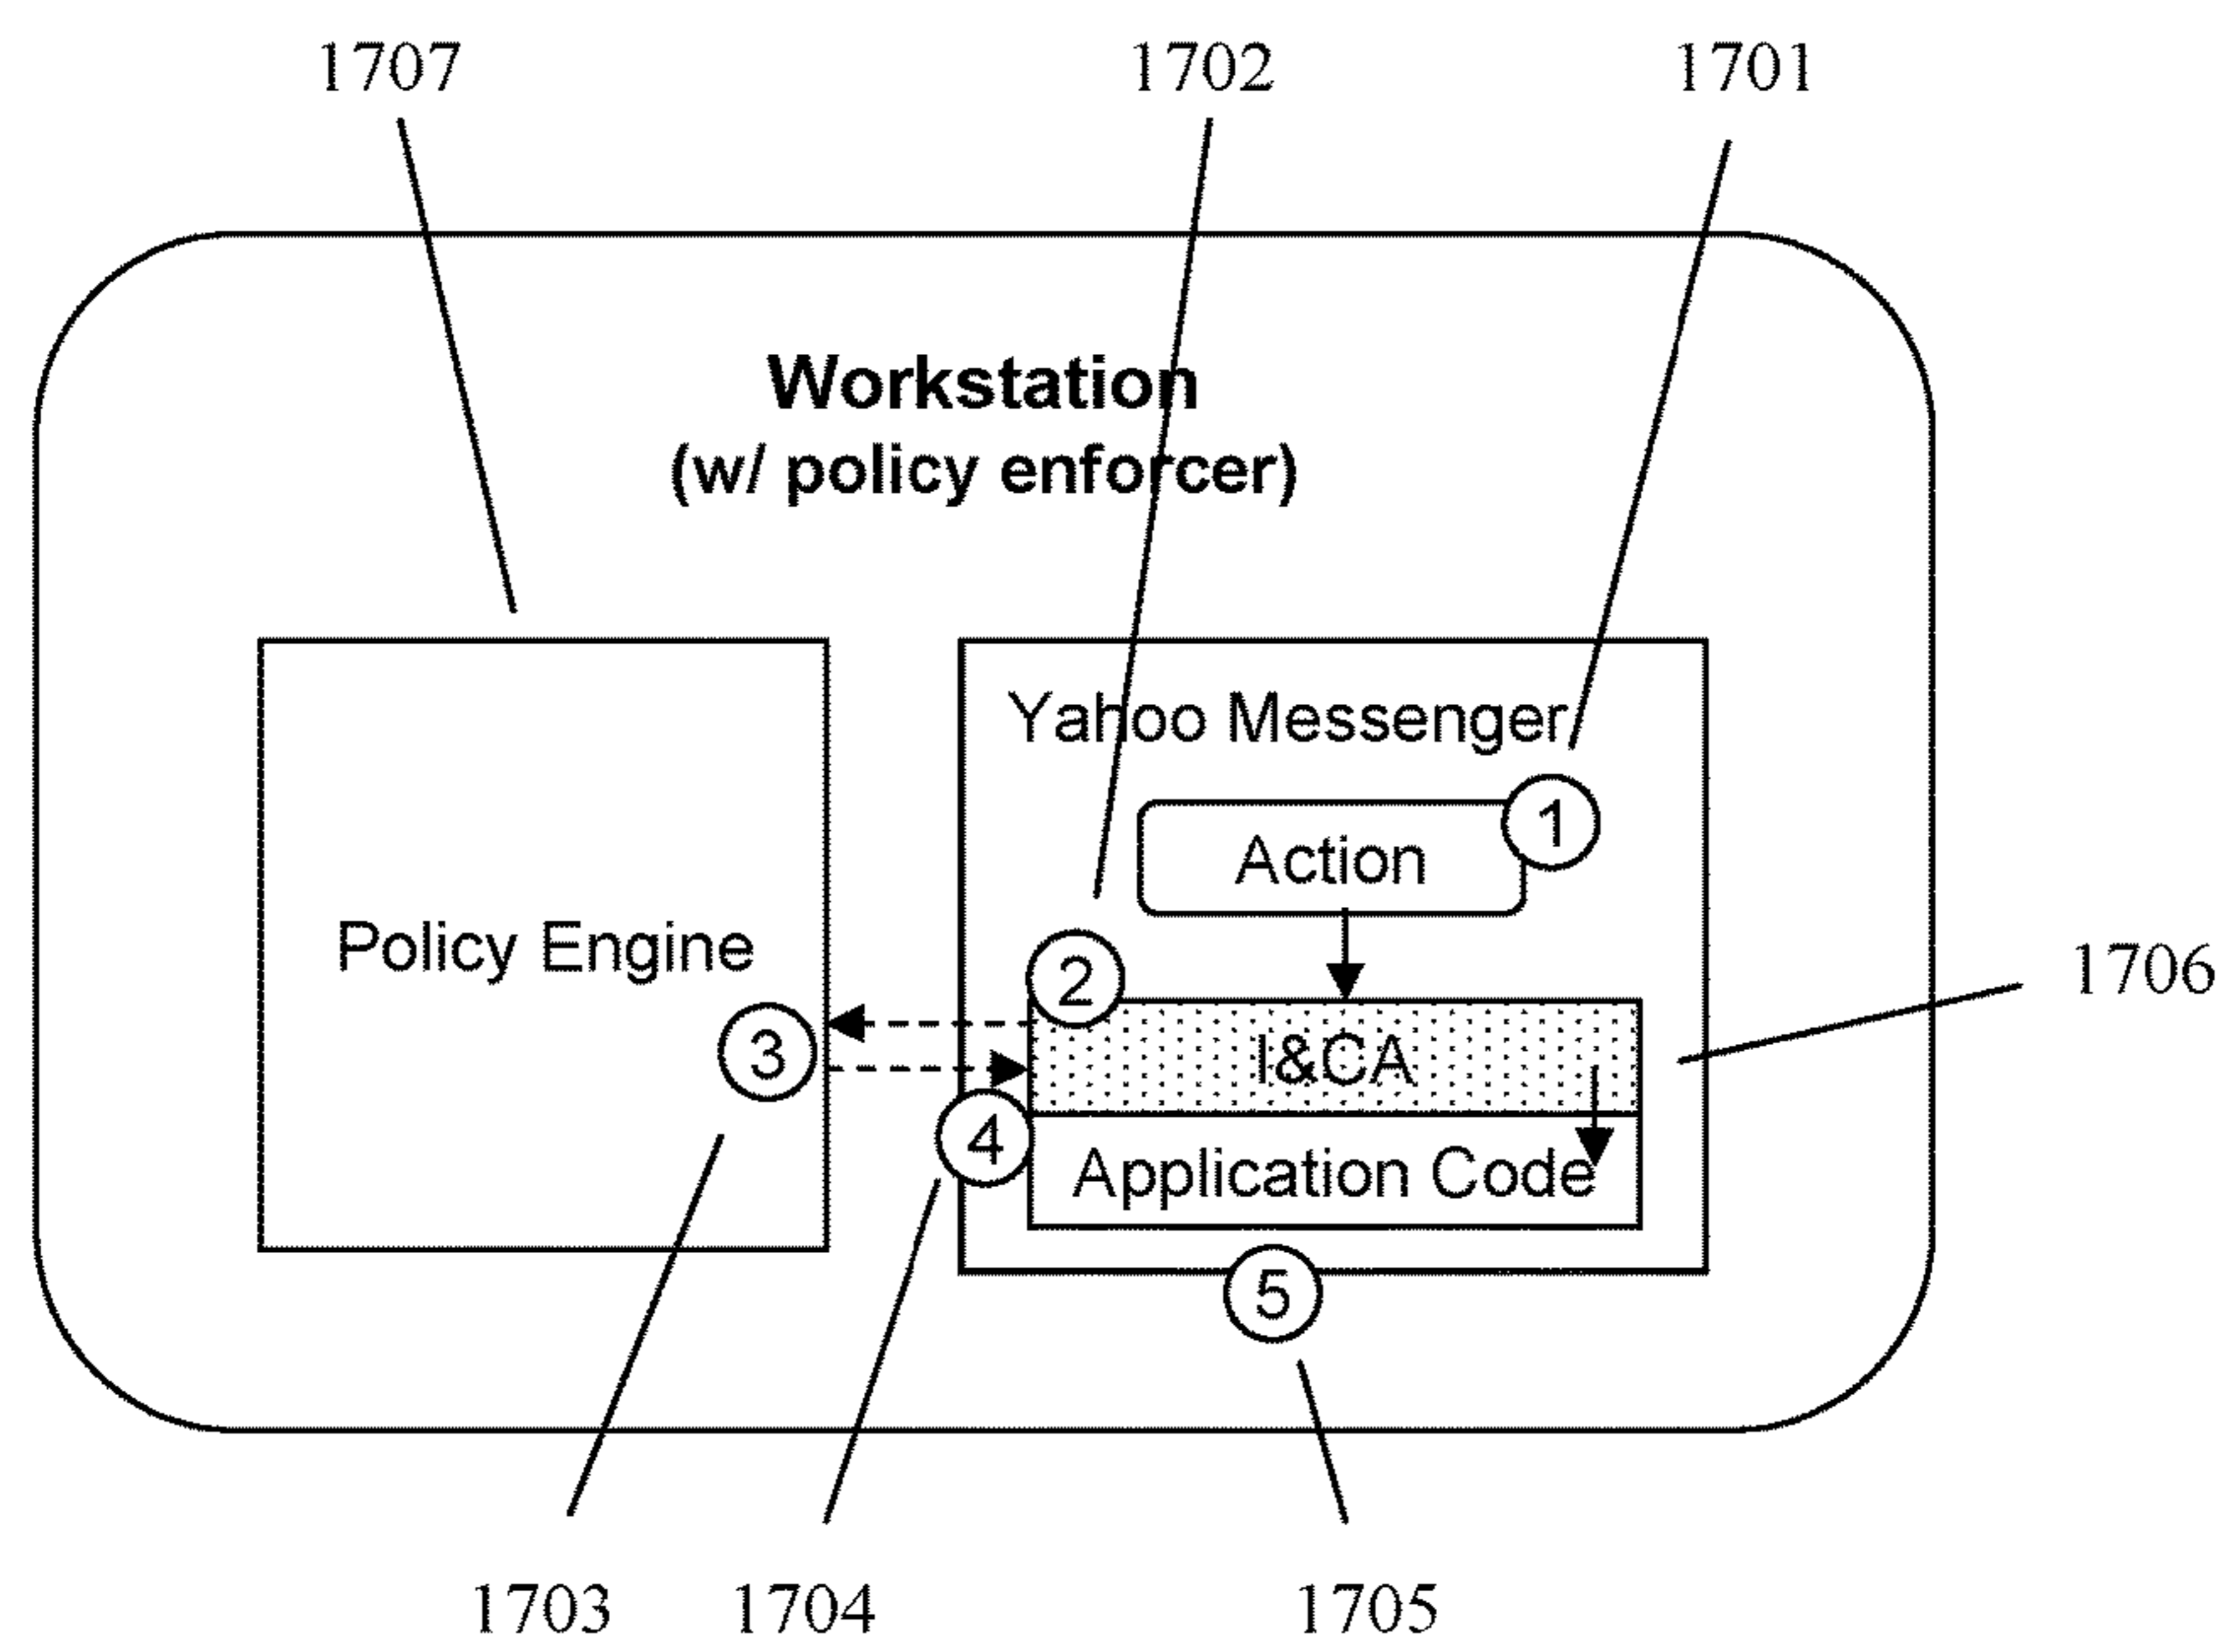 1707
1702
1701
Workstation
(w/ policy enforcer)
Yahoo Messenger
1
Action
Policy Engine
2
1706
3
I&CA
4
Application Code
5
1703
1704
1705